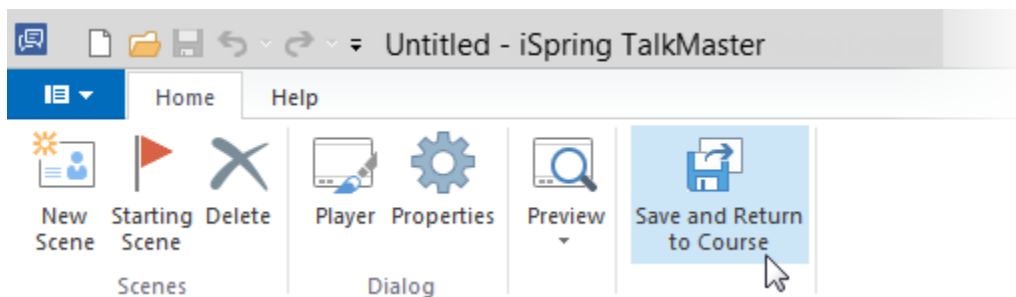 Untitled - iSpring TalkMaster
Home Help
New Starting Delete Player Properties Preview Save and Return
Scene Scene to Course
Scenes Dialog